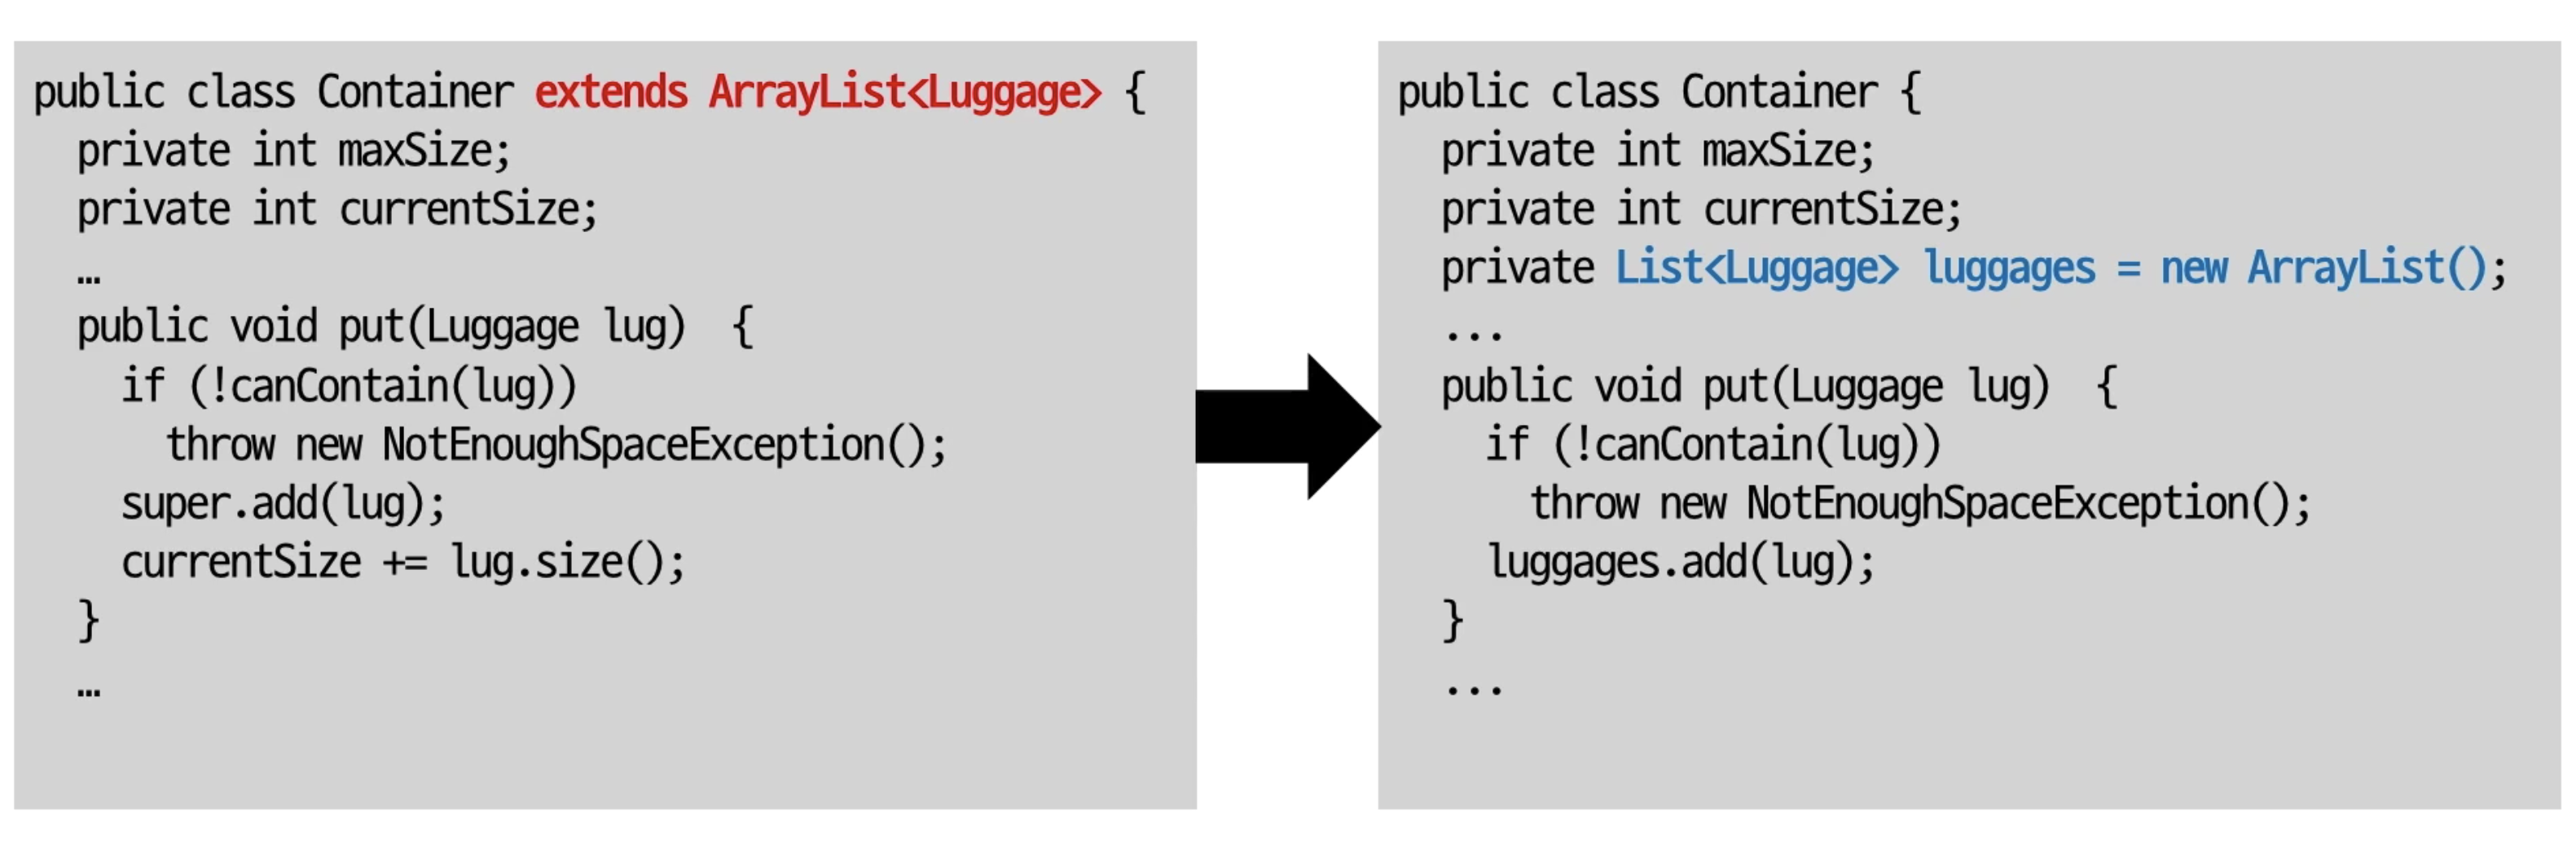 public class Container extends ArrayList<Luggage> {
  private int maxSize;
  private int currentSize;
  …
  public void put(Luggage lug)  {
    if (!canContain(lug))
      throw new NotEnoughSpaceException();
    super.add(lug);
    currentSize += lug.size();
  }
  …
public class Container {
  private int maxSize;
  private int currentSize;
  private List<Luggage> luggages = new ArrayList();
  ...
  public void put(Luggage lug)  {
    if (!canContain(lug))
      throw new NotEnoughSpaceException();
    luggages.add(lug);
  }
  ...